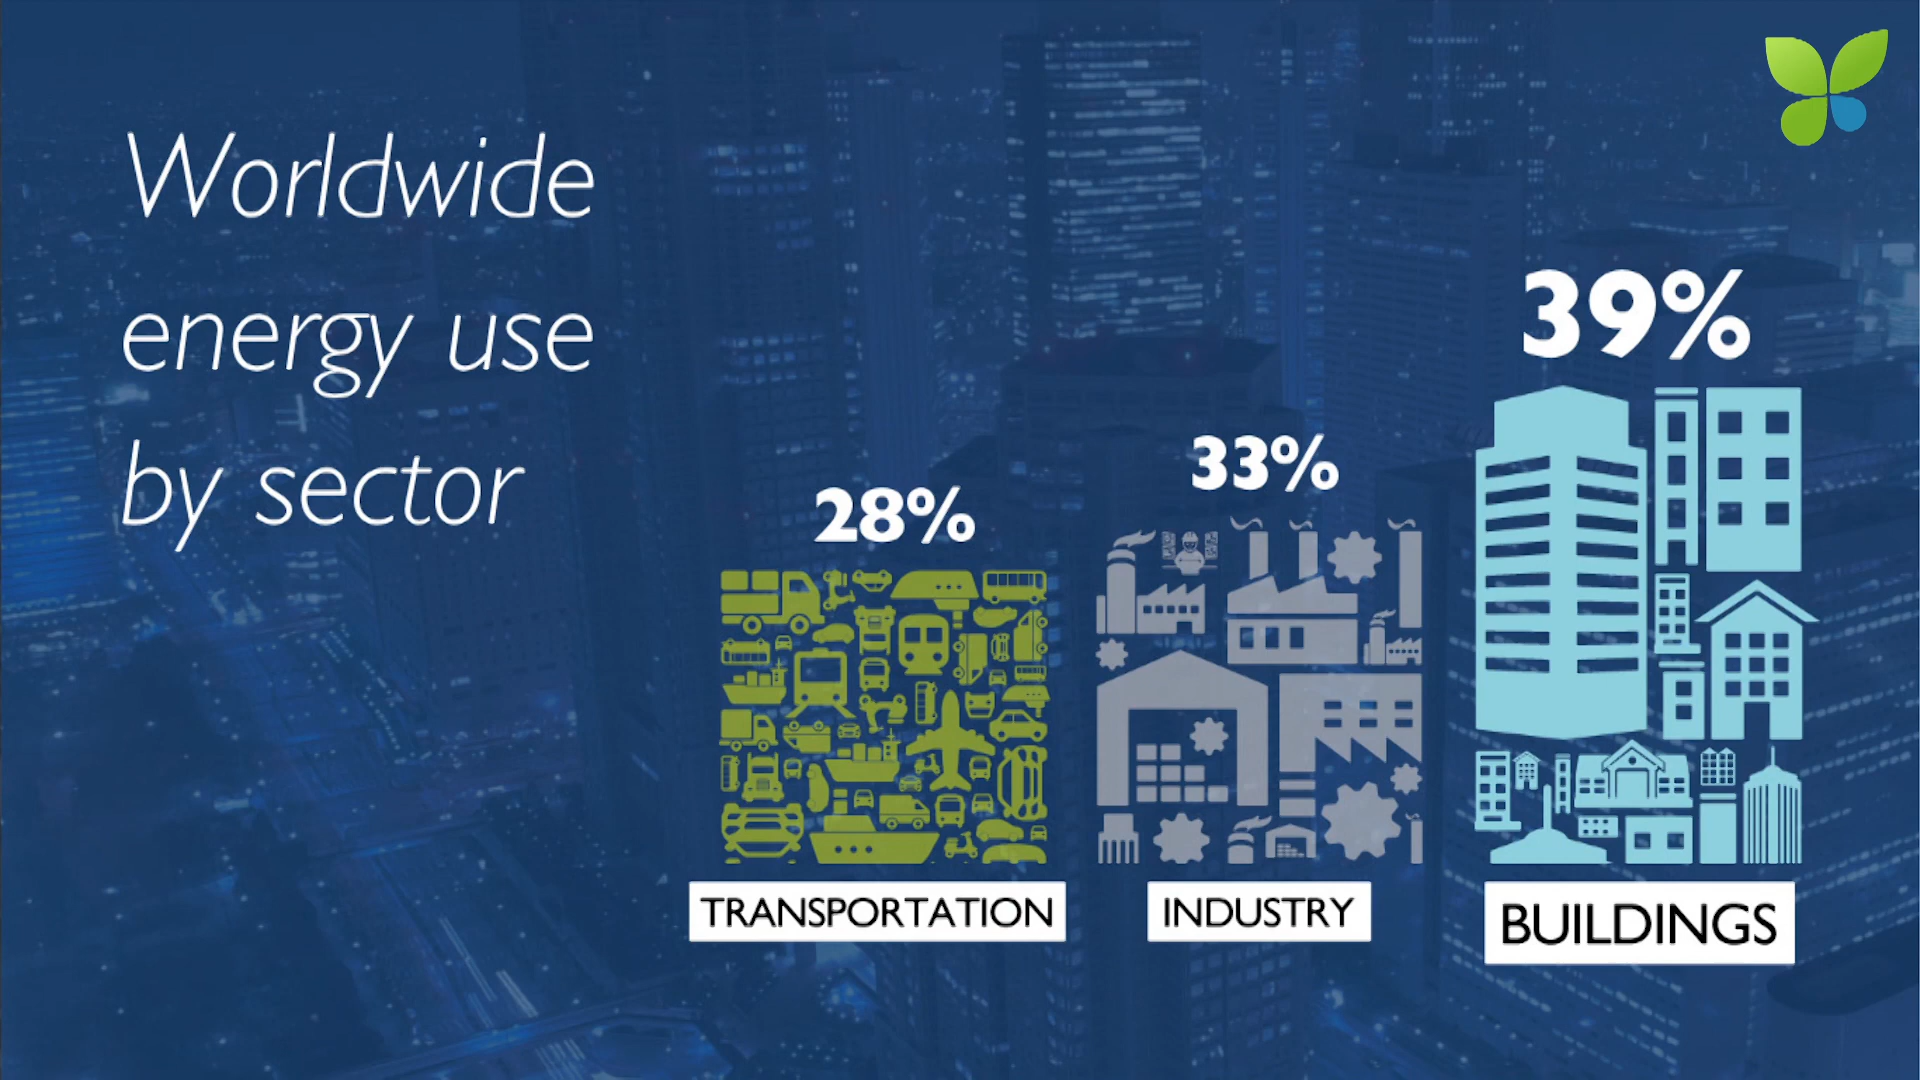 Worldwide
energy use
by sector
28%
33%
39%
TRANSPORTATION
INDUSTRY
BUILDINGS